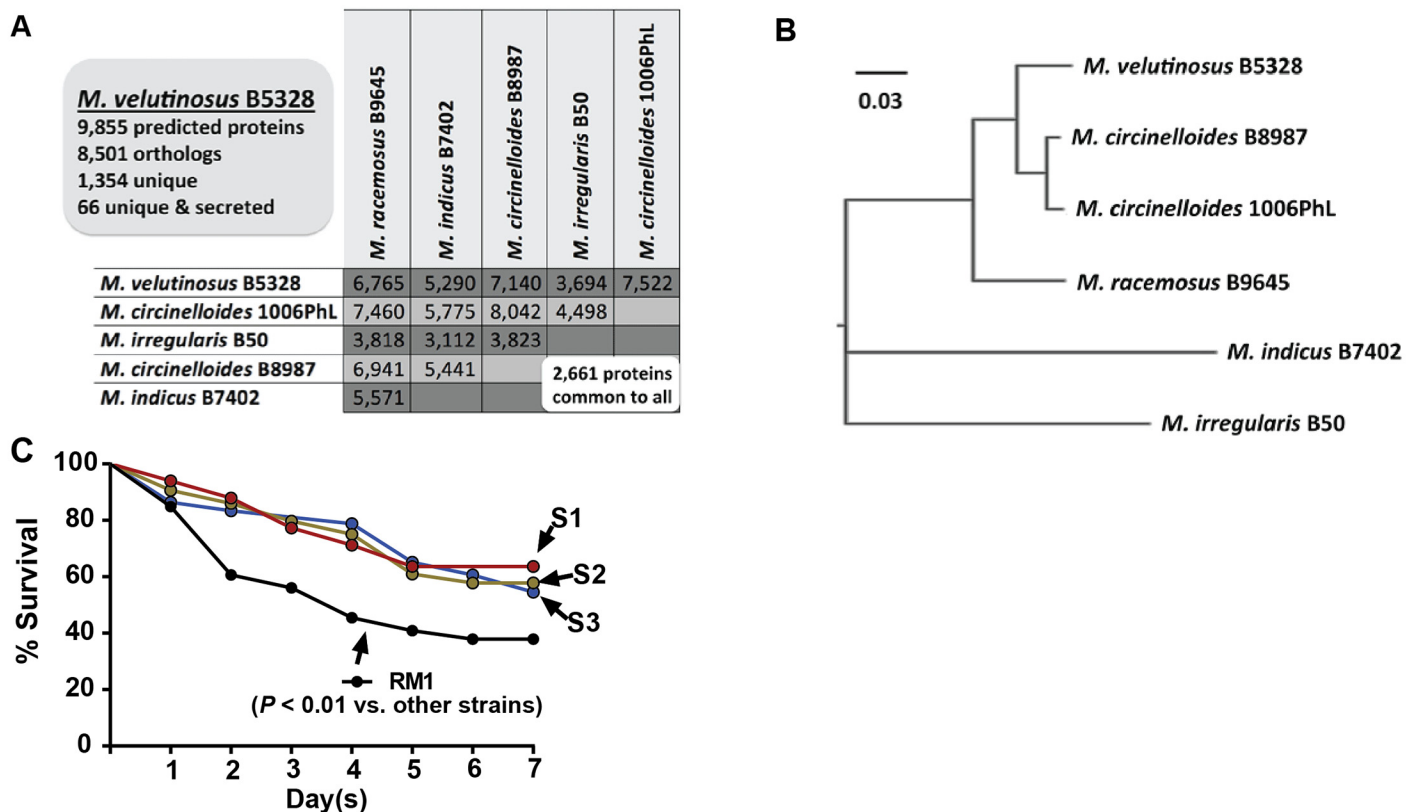 A
M. velutinosus B5328
9,855 predicted proteins
8,501 orthologs
1,354 unique
66 unique & secreted
M. racemosus B9645
M. indicus B7402
M. circinelloides B8987
M. irregularis B50
M. circinelloides 1006PhL
M. velutinosus B5328 6,765 5,290 7,140 3,694 7,522
M. circinelloides 1006PhL 7,460 5,775 8,042 4,498
M. irregularis B50 3,818 3,112 3,823
M. circinelloides B8987 6,941 5,441
M. indicus B7402 5,571
2,661 proteins
common to all
B
0.03
M. velutinosus B5328
M. circinelloides B8987
M. circinelloides 1006PhL
M. racemosus B9645
M. indicus B7402
M. irregularis B50
C
% Survival
100
80
60
40
20
0
S1
S2
S3
RM1
(P < 0.01 vs. other strains)
1 2 3 4 5 6 7
Day(s)